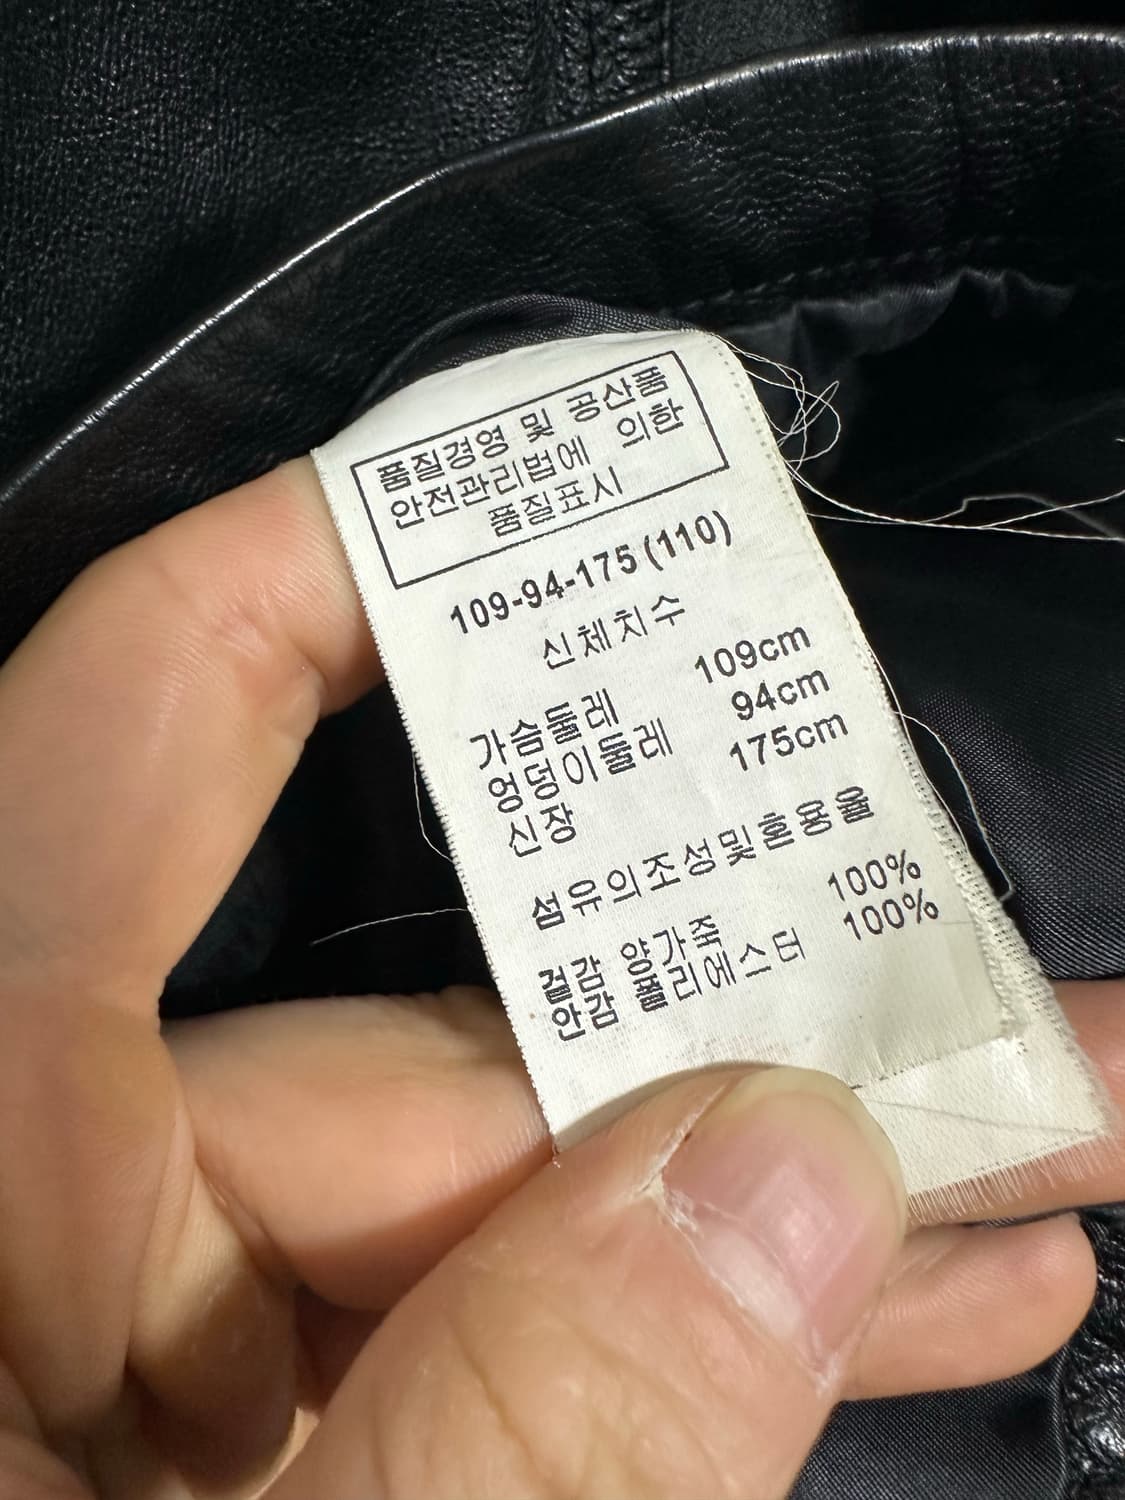 품질경영 및 공산품
안전관리법에 의한
품질표시
109-94-175(110)
신체치수
가슴둘레 109cm
엉덩이둘레 94cm
신장 175cm
섬유의조성및혼용율
겉감 양가죽 100%
안감 폴리에스터 100%